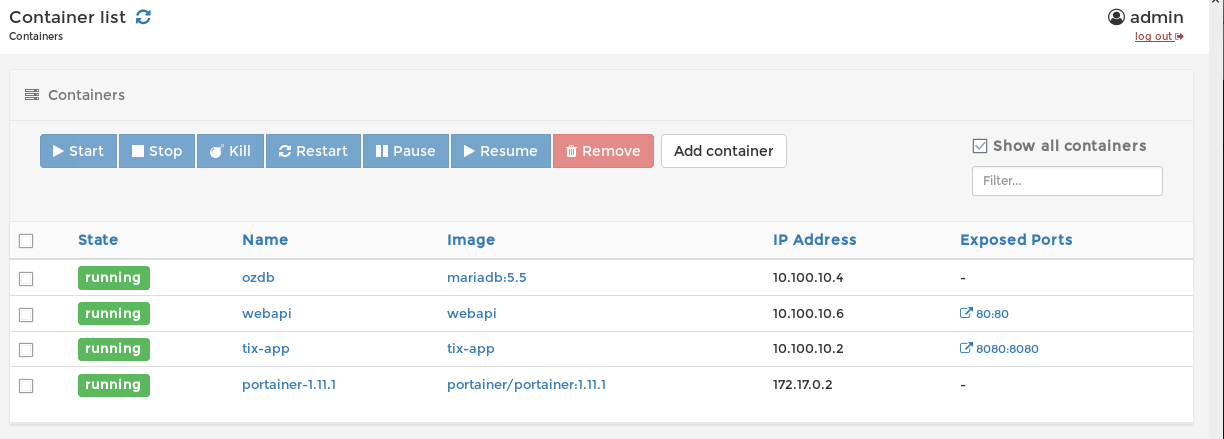 Container list
Containers
admin
log out
Containers
Start Stop Kill Restart Pause Resume Remove Add container
Show all containers
Filter...
State Name Image IP Address Exposed Ports
running ozdb mariadb:5.5 10.100.10.4 -
running webapi webapi 10.100.10.6 80:80
running tix-app tix-app 10.100.10.2 8080:8080
running portainer-1.11.1 portainer/portainer:1.11.1 172.17.0.2 -